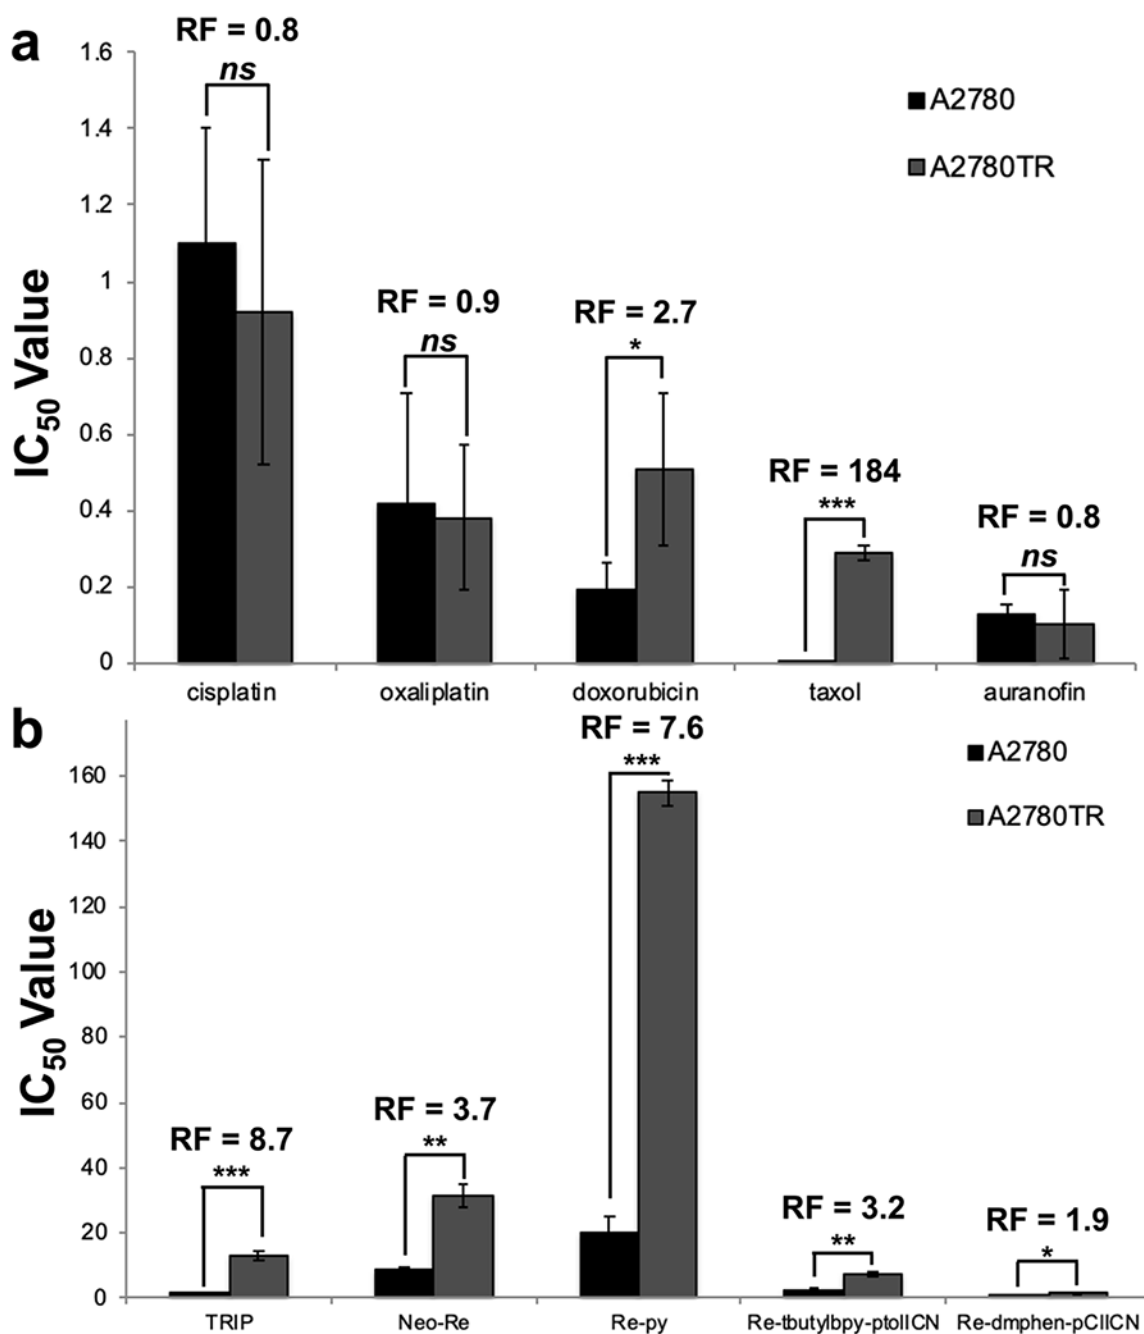 a
RF = 0.8
ns
1.6
1.4
1.2
1
0.8
0.6
0.4
0.2
0
IC50 Value
A2780
A2780TR
RF = 0.9
ns
RF = 2.7
*
RF = 184
***
RF = 0.8
ns
cisplatin
oxaliplatin
doxorubicin
taxol
auranofin
b
RF = 7.6
***
A2780
A2780TR
160
140
120
100
80
60
40
20
0
IC50 Value
RF = 8.7
***
RF = 3.7
**
RF = 3.2
**
RF = 1.9
*
TRIP
Neo-Re
Re-py
Re-tbutylbpy-ptolICN
Re-dmphen-pClICN